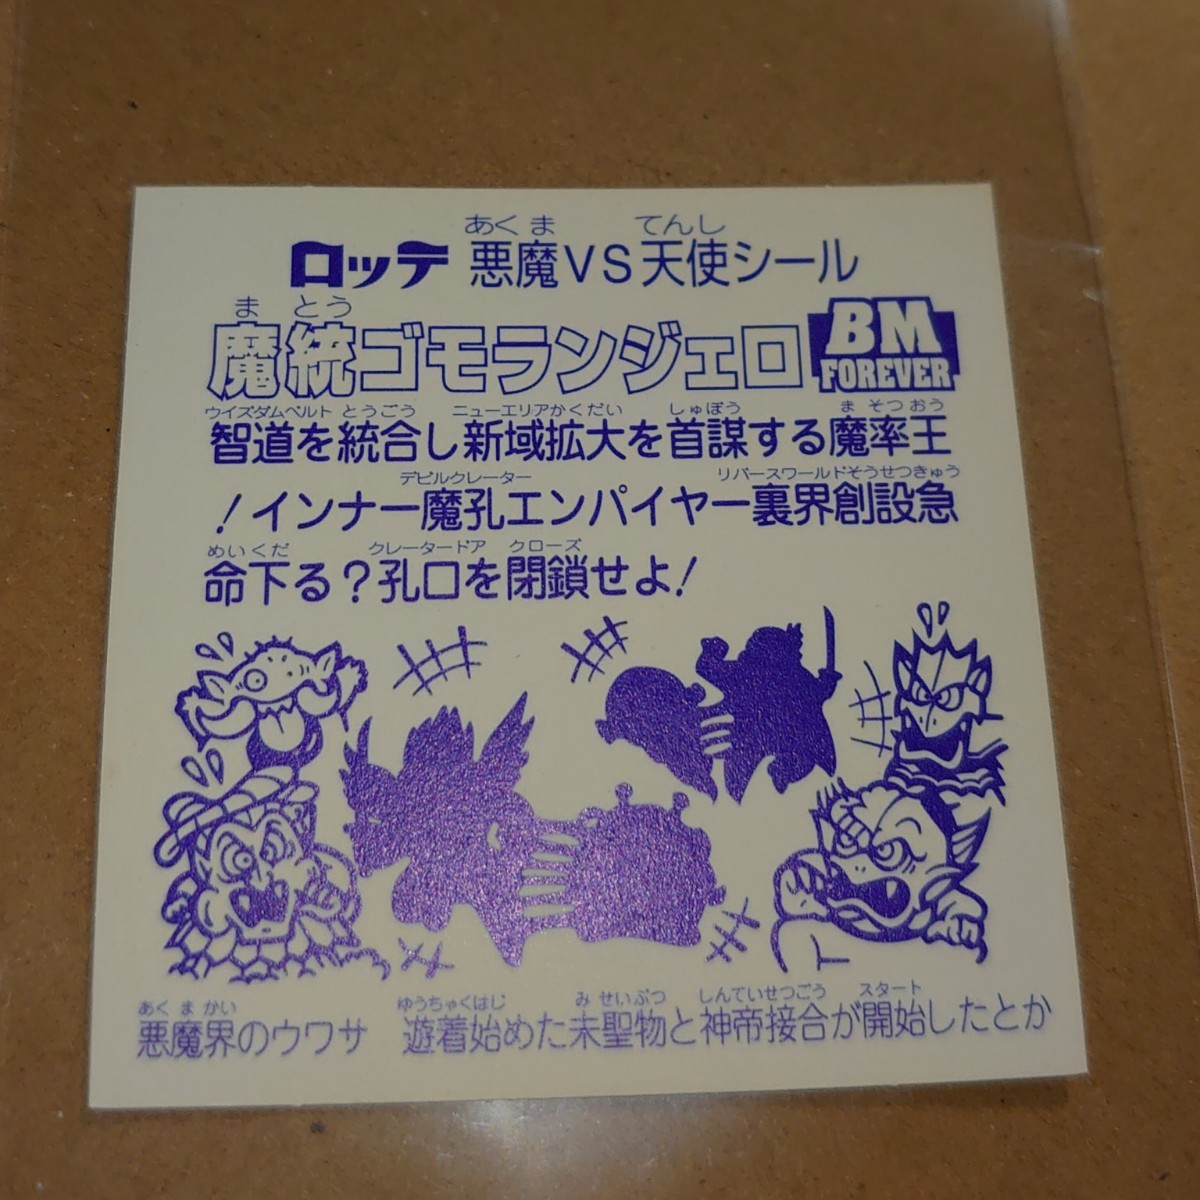 あくま てんし
ロッテ 悪魔VS天使シール
ま とう
魔統ゴモランジェロ BM FOREVER
ウイズダムベルト とうごう ニューエリアかくだい しゅぼう ま そつ おう
智道を統合し新域拡大を首謀する魔率王
デビルクレーター リバースワールドそうせつきゅう
!インナー魔孔エンパイヤー裏界創設急
めい くだ クレータードア クローズ
命下る?孔口を閉鎖せよ!
あく ま かい ゆうちゃくはじ み せいぶつ しんていせつごう スタート
悪魔界のウワサ 遊着始めた未聖物と神帝接合が開始したとか